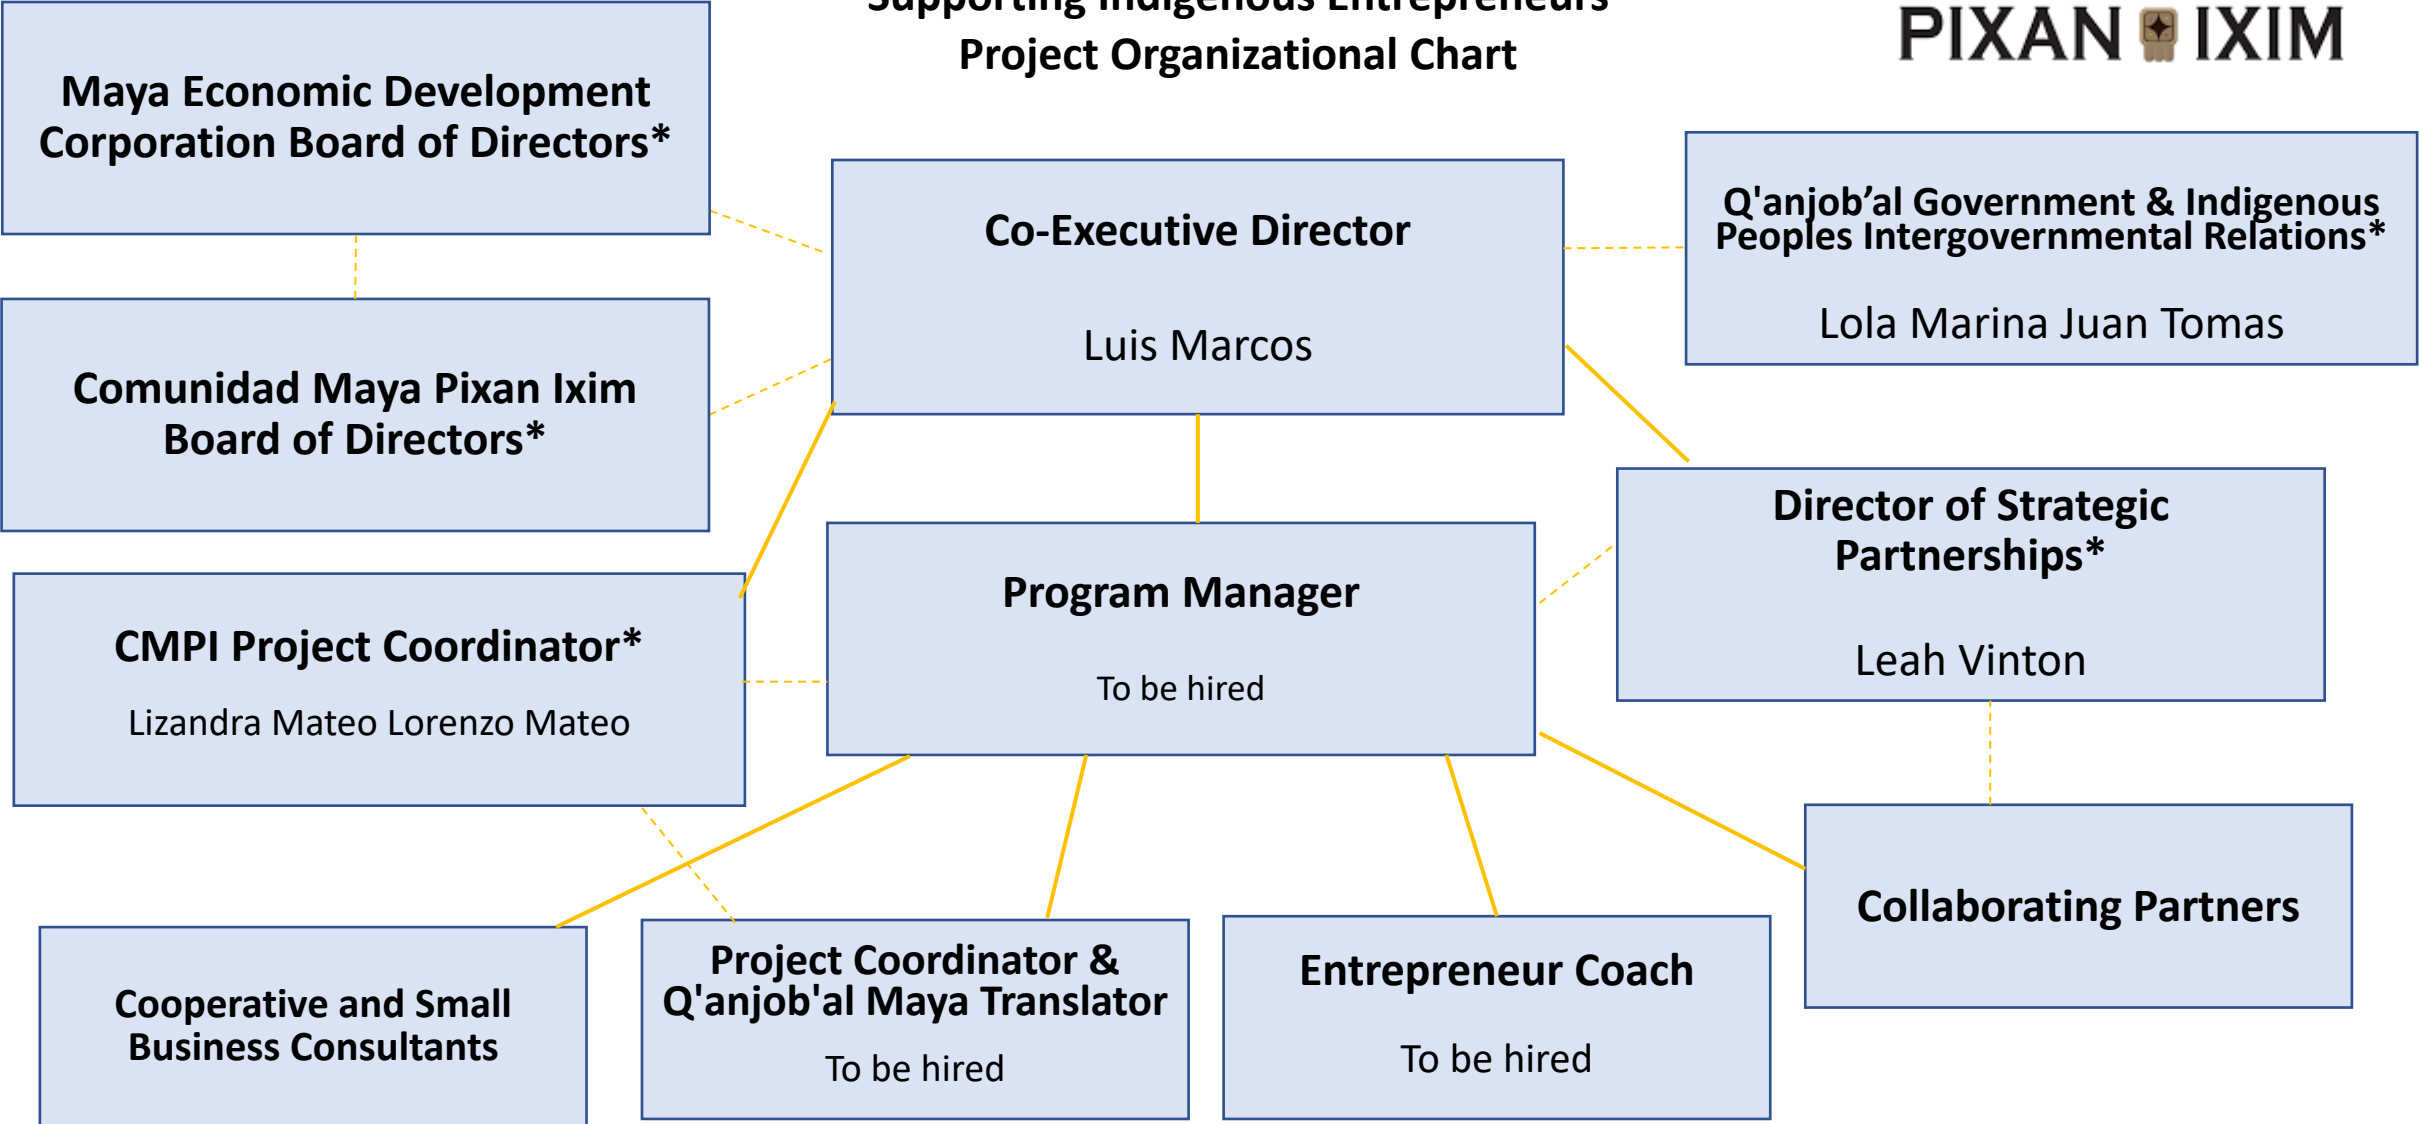 Supporting Indigenous Entrepreneurs
Project Organizational Chart
PIXAN IXIM
Maya Economic Development
Corporation Board of Directors*
Co-Executive Director
Luis Marcos
Q'anjob’al Government & Indigenous
Peoples Intergovernmental Relations*
Lola Marina Juan Tomas
Comunidad Maya Pixan Ixim
Board of Directors*
Director of Strategic
Partnerships*
Leah Vinton
CMPI Project Coordinator*
Lizandra Mateo Lorenzo Mateo
Program Manager
To be hired
Cooperative and Small
Business Consultants
Project Coordinator &
Q'anjob'al Maya Translator
To be hired
Entrepreneur Coach
To be hired
Collaborating Partners